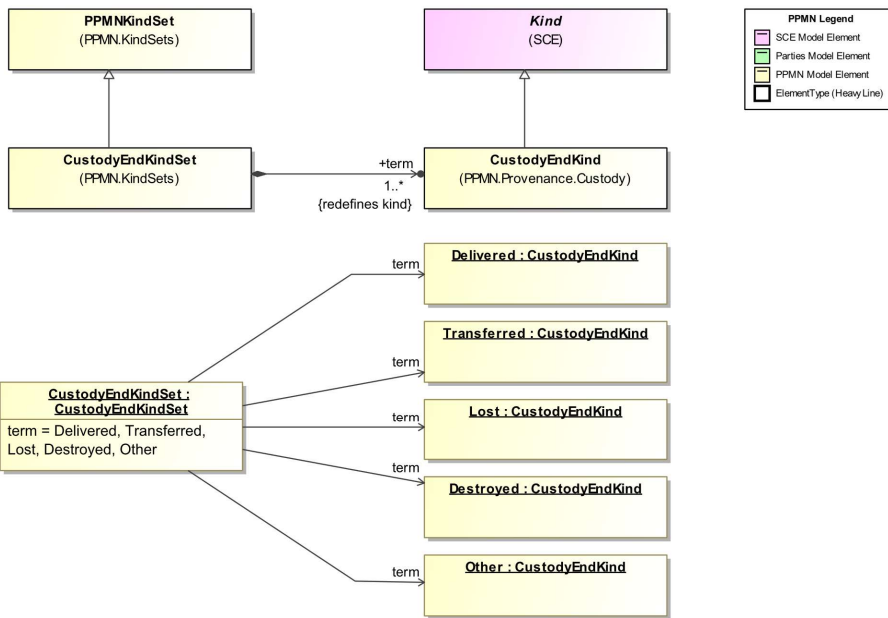 PPMNKindSet
(PPMN.KindSets)
Kind
(SCE)
PPMN Legend
SCE Model Element
Parties Model Element
PPMN Model Element
ElementType (Heavy Line)
CustodyEndKindSet
(PPMN.KindSets)
+term
1..*
{redefines kind}
CustodyEndKind
(PPMN.Provenance.Custody)
term
Delivered : CustodyEndKind
term
Transferred : CustodyEndKind
CustodyEndKindSet :
CustodyEndKindSet
term = Delivered, Transferred,
Lost, Destroyed, Other
term
Lost : CustodyEndKind
term
Destroyed : CustodyEndKind
term
Other : CustodyEndKind